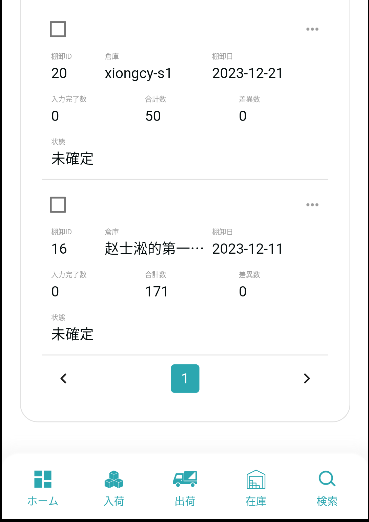 棚卸ID 倉庫 棚卸日
20 xiongcy-s1 2023-12-21
入力完了数 合計数 差異数
0 50 0
状態
未確定
棚卸ID 倉庫 棚卸日
16 赵士淞的第一… 2023-12-11
入力完了数 合計数 差異数
0 171 0
状態
未確定
1
ホーム 入荷 出荷 在庫 検索